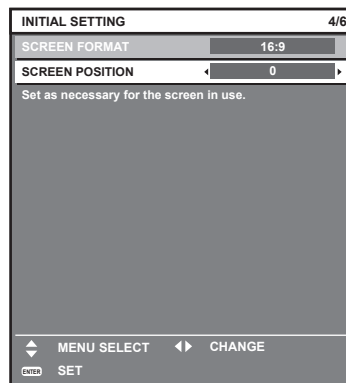 INITIAL SETTING 4/6
SCREEN FORMAT 16:9
SCREEN POSITION 0
Set as necessary for the screen in use.
MENU SELECT CHANGE
ENTER SET